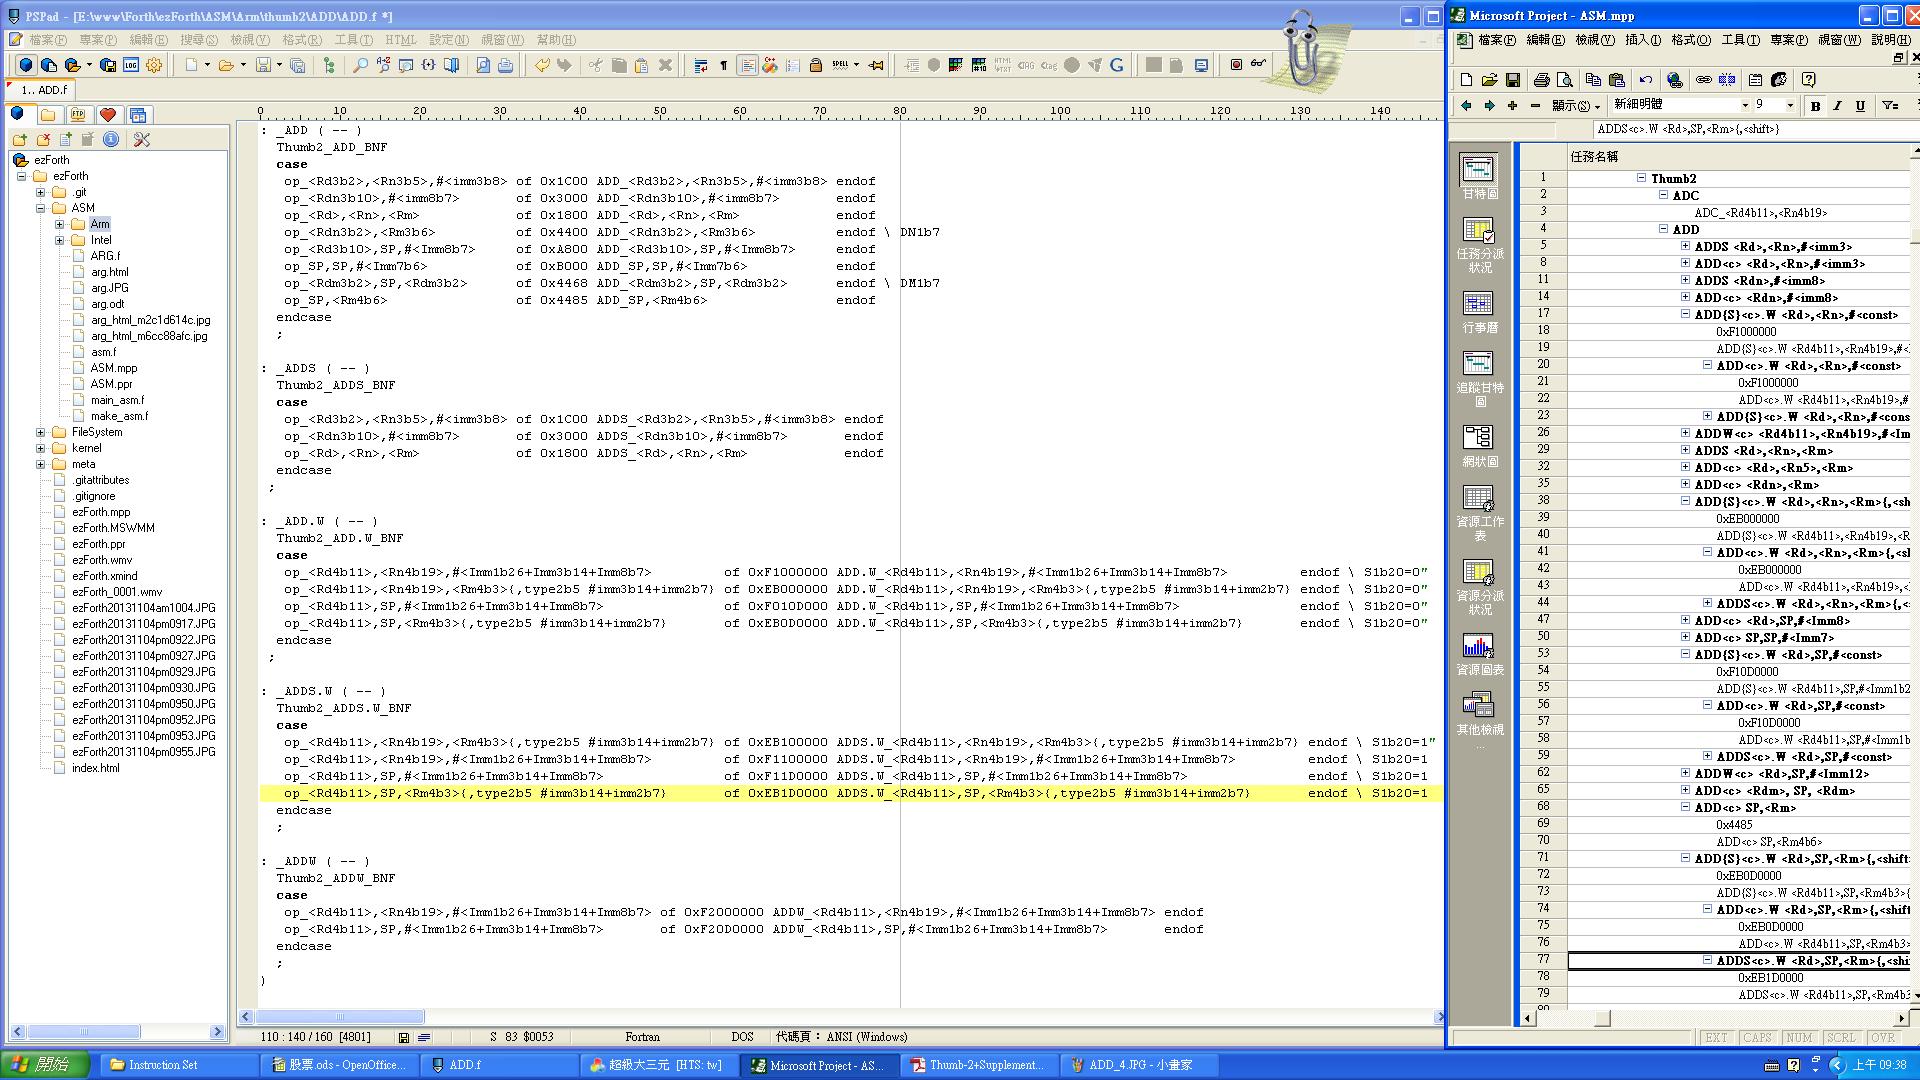 PSPad - [E:\www\Forth\ezForth\ASM\Arm\thumb2\ADD\ADD.f *]
檔案(F) 專案(P) 編輯(E) 搜尋(S) 檢視(V) 格式(R) 工具(T) HTML 設定(N) 視窗(W) 幫助(H)
1.. ADD.f
0 10 20 30 40 50 60 70 80 90 100 110 120 130 140
ezForth
ezForth
.git
ASM
Arm
Intel
ARG.f
arg.html
arg.JPG
arg.odt
arg_html_m2c1d614c.jpg
arg_html_m6cc88afc.jpg
asm.f
ASM.mpp
ASM.ppr
main_asm.f
make_asm.f
FileSystem
kernel
meta
.gitattributes
.gitignore
ezForth.mpp
ezForth.MSWMM
ezForth.ppr
ezForth.wmv
ezForth.xmind
ezForth_0001.wmv
ezForth20131104am1004.JPG
ezForth20131104pm0917.JPG
ezForth20131104pm0922.JPG
ezForth20131104pm0927.JPG
ezForth20131104pm0929.JPG
ezForth20131104pm0930.JPG
ezForth20131104pm0950.JPG
ezForth20131104pm0952.JPG
ezForth20131104pm0953.JPG
ezForth20131104pm0955.JPG
index.html
: _ADD ( -- )
Thumb2_ADD_BNF
case
op_<Rd3b2>,<Rn3b5>,#<imm3b8> of 0x1C00 ADD_<Rd3b2>,<Rn3b5>,#<imm3b8> endof
op_<Rdn3b10>,#<imm8b7> of 0x3000 ADD_<Rdn3b10>,#<imm8b7> endof
op_<Rd>,<Rn>,<Rm> of 0x1800 ADD_<Rd>,<Rn>,<Rm> endof
op_<Rdn3b2>,<Rm3b6> of 0x4400 ADD_<Rdn3b2>,<Rm3b6> endof \ DN1b7
op_<Rd3b10>,SP,#<Imm8b7> of 0xA800 ADD_<Rd3b10>,SP,#<Imm8b7> endof
op_SP,SP,#<Imm7b6> of 0xB000 ADD_SP,SP,#<Imm7b6> endof
op_<Rdm3b2>,SP,<Rdm3b2> of 0x4468 ADD_<Rdm3b2>,SP,<Rdm3b2> endof \ DM1b7
op_SP,<Rm4b6> of 0x4485 ADD_SP,<Rm4b6> endof
endcase
;
: _ADDS ( -- )
Thumb2_ADDS_BNF
case
op_<Rd3b2>,<Rn3b5>,#<imm3b8> of 0x1C00 ADDS_<Rd3b2>,<Rn3b5>,#<imm3b8> endof
op_<Rdn3b10>,#<imm8b7> of 0x3000 ADDS_<Rdn3b10>,#<imm8b7> endof
op_<Rd>,<Rn>,<Rm> of 0x1800 ADDS_<Rd>,<Rn>,<Rm> endof
endcase
;
: _ADD.W ( -- )
Thumb2_ADD.W_BNF
case
op_<Rd4b11>,<Rn4b19>,#<Imm1b26+Imm3b14+Imm8b7> of 0xF1000000 ADD.W_<Rd4b11>,<Rn4b19>,#<Imm1b26+Imm3b14+Imm8b7> endof \ S1b20=0"
op_<Rd4b11>,<Rn4b19>,<Rm4b3>{,type2b5 #imm3b14+imm2b7} of 0xEB000000 ADD.W_<Rd4b11>,<Rn4b19>,<Rm4b3>{,type2b5 #imm3b14+imm2b7} endof \ S1b20=0"
op_<Rd4b11>,SP,#<Imm1b26+Imm3b14+Imm8b7> of 0xF010D000 ADD.W_<Rd4b11>,SP,#<Imm1b26+Imm3b14+Imm8b7> endof \ S1b20=0"
op_<Rd4b11>,SP,<Rm4b3>{,type2b5 #imm3b14+imm2b7} of 0xEB0D0000 ADD.W_<Rd4b11>,SP,<Rm4b3>{,type2b5 #imm3b14+imm2b7} endof \ S1b20=0"
endcase
;
: _ADDS.W ( -- )
Thumb2_ADDS.W_BNF
case
op_<Rd4b11>,<Rn4b19>,<Rm4b3>{,type2b5 #imm3b14+imm2b7} of 0xEB100000 ADDS.W_<Rd4b11>,<Rn4b19>,<Rm4b3>{,type2b5 #imm3b14+imm2b7} endof \ S1b20=1"
op_<Rd4b11>,<Rn4b19>,#<Imm1b26+Imm3b14+Imm8b7> of 0xF1100000 ADDS.W_<Rd4b11>,<Rn4b19>,#<Imm1b26+Imm3b14+Imm8b7> endof \ S1b20=1
op_<Rd4b11>,SP,#<Imm1b26+Imm3b14+Imm8b7> of 0xF11D0000 ADDS.W_<Rd4b11>,SP,#<Imm1b26+Imm3b14+Imm8b7> endof \ S1b20=1
op_<Rd4b11>,SP,<Rm4b3>{,type2b5 #imm3b14+imm2b7} of 0xEB1D0000 ADDS.W_<Rd4b11>,SP,<Rm4b3>{,type2b5 #imm3b14+imm2b7} endof \ S1b20=1
endcase
;
: _ADDW ( -- )
Thumb2_ADDW_BNF
case
op_<Rd4b11>,<Rn4b19>,#<Imm1b26+Imm3b14+Imm8b7> of 0xF2000000 ADDW_<Rd4b11>,<Rn4b19>,#<Imm1b26+Imm3b14+Imm8b7> endof
op_<Rd4b11>,SP,#<Imm1b26+Imm3b14+Imm8b7> of 0xF20D0000 ADDW_<Rd4b11>,SP,#<Imm1b26+Imm3b14+Imm8b7> endof
endcase
;
)
110 : 140 / 160 [4801] S 83 $0053 Fortran DOS 代碼頁： ANSI (Windows)
Microsoft Project - ASM.mpp
檔案(F) 編輯(E) 檢視(V) 插入(I) 格式(O) 工具(T) 專案(P) 視窗(W) 說明(H)
顯示(S) 新細明體 9 B I U
ADDS<c>.W <Rd>,SP,<Rm>{,<shift>}
甘特圖
任務分派狀況
行事曆
追蹤甘特圖
網狀圖
資源工作表
資源分派狀況
資源圖表
其他檢視...
任務名稱
1 Thumb2
2 ADC
3 ADC_<Rd4b11>,<Rn4b19>
4 ADD
5 ADDS <Rd>,<Rn>,#<imm3>
8 ADD<c> <Rd>,<Rn>,#<imm3>
11 ADDS <Rdn>,#<imm8>
14 ADD<c> <Rdn>,#<imm8>
17 ADD{S}<c>.W <Rd>,<Rn>,#<const>
18 0xF1000000
19 ADD{S}<c>.W <Rd4b11>,<Rn4b19>,#<I
20 ADD<c>.W <Rd>,<Rn>,#<const>
21 0xF1000000
22 ADD<c>.W <Rd4b11>,<Rn4b19>,#
23 ADD{S}<c>.W <Rd>,<Rn>,#<cons
26 ADDW<c> <Rd4b11>,<Rn4b19>,#<Im
29 ADDS <Rd>,<Rn>,<Rm>
32 ADD<c> <Rd>,<Rn5>,<Rm>
35 ADD<c> <Rdn>,<Rm>
38 ADD{S}<c>.W <Rd>,<Rn>,<Rm>{,<sh
39 0xEB000000
40 ADD{S}<c>.W <Rd4b11>,<Rn4b19>,<R
41 ADD<c>.W <Rd>,<Rn>,<Rm>{,<sl
42 0xEB000000
43 ADD<c>.W <Rd4b11>,<Rn4b19>,<
44 ADDS<c>.W <Rd>,<Rn>,<Rm>{,<
47 ADD<c> <Rd>,SP,#<Imm8>
50 ADD<c> SP,SP,#<Imm7>
53 ADD{S}<c>.W <Rd>,SP,#<const>
54 0xF10D0000
55 ADD{S}<c>.W <Rd4b11>,SP,#<Imm1b2
56 ADD<c>.W <Rd>,SP,#<const>
57 0xF10D0000
58 ADD<c>.W <Rd4b11>,SP,#<Imm1b
59 ADDS<c>.W <Rd>,SP,#<const>
62 ADDW<c> <Rd>,SP,#<Imm12>
65 ADD<c> <Rdm>, SP, <Rdm>
68 ADD<c> SP,<Rm>
69 0x4485
70 ADD<c> SP,<Rm4b6>
71 ADD{S}<c>.W <Rd>,SP,<Rm>{,<shift
72 0xEB0D0000
73 ADD{S}<c>.W <Rd4b11>,SP,<Rm4b3>{
74 ADD<c>.W <Rd>,SP,<Rm>{,<shift
75 0xEB0D0000
76 ADD<c>.W <Rd4b11>,SP,<Rm4b3>
77 ADDS<c>.W <Rd>,SP,<Rm>{,<shi
78 0xEB1D0000
79 ADDS<c>.W <Rd4b11>,SP,<Rm4b3
80
EXT CAPS NUM SCRL OVR
開始 Instruction Set 股票.ods - OpenOffice... ADD.f 超級大三元 [HTS: tw] Microsoft Project - AS... Thumb-2+Supplement... ADD_4.JPG - 小畫家 上午 09:38